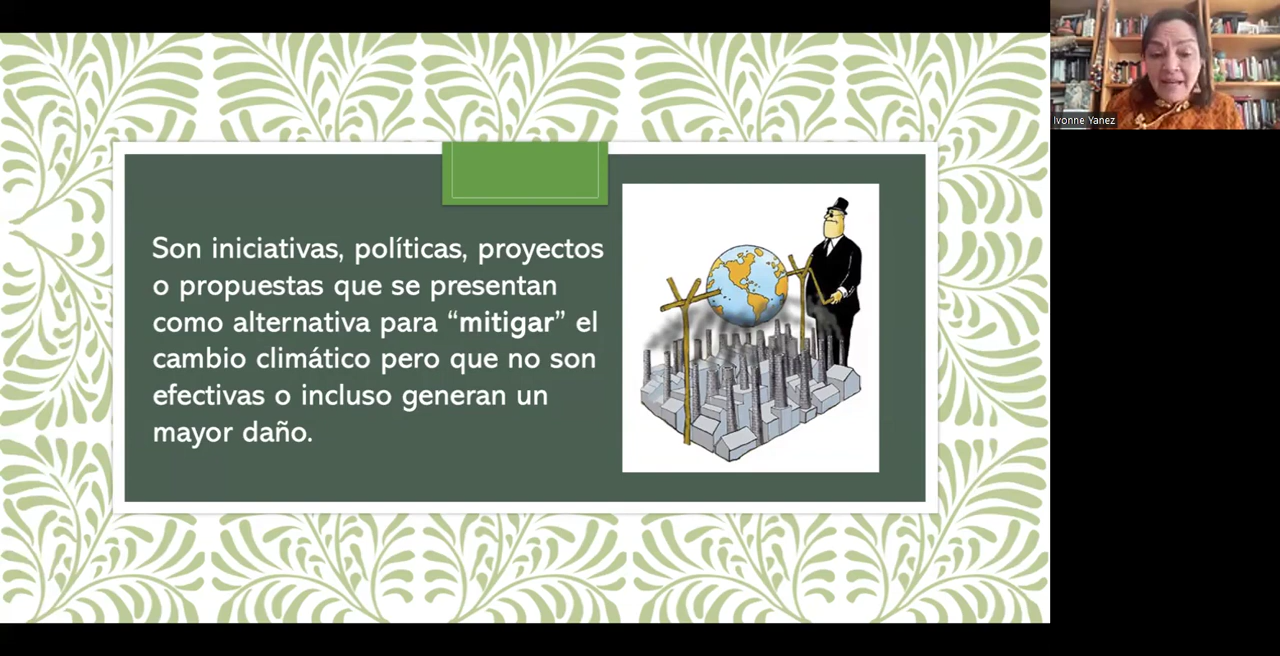 Son iniciativas, políticas, proyectos
o propuestas que se presentan
como alternativa para “mitigar” el
cambio climático pero que no son
efectivas o incluso generan un
mayor daño.
Ivonne Yanez